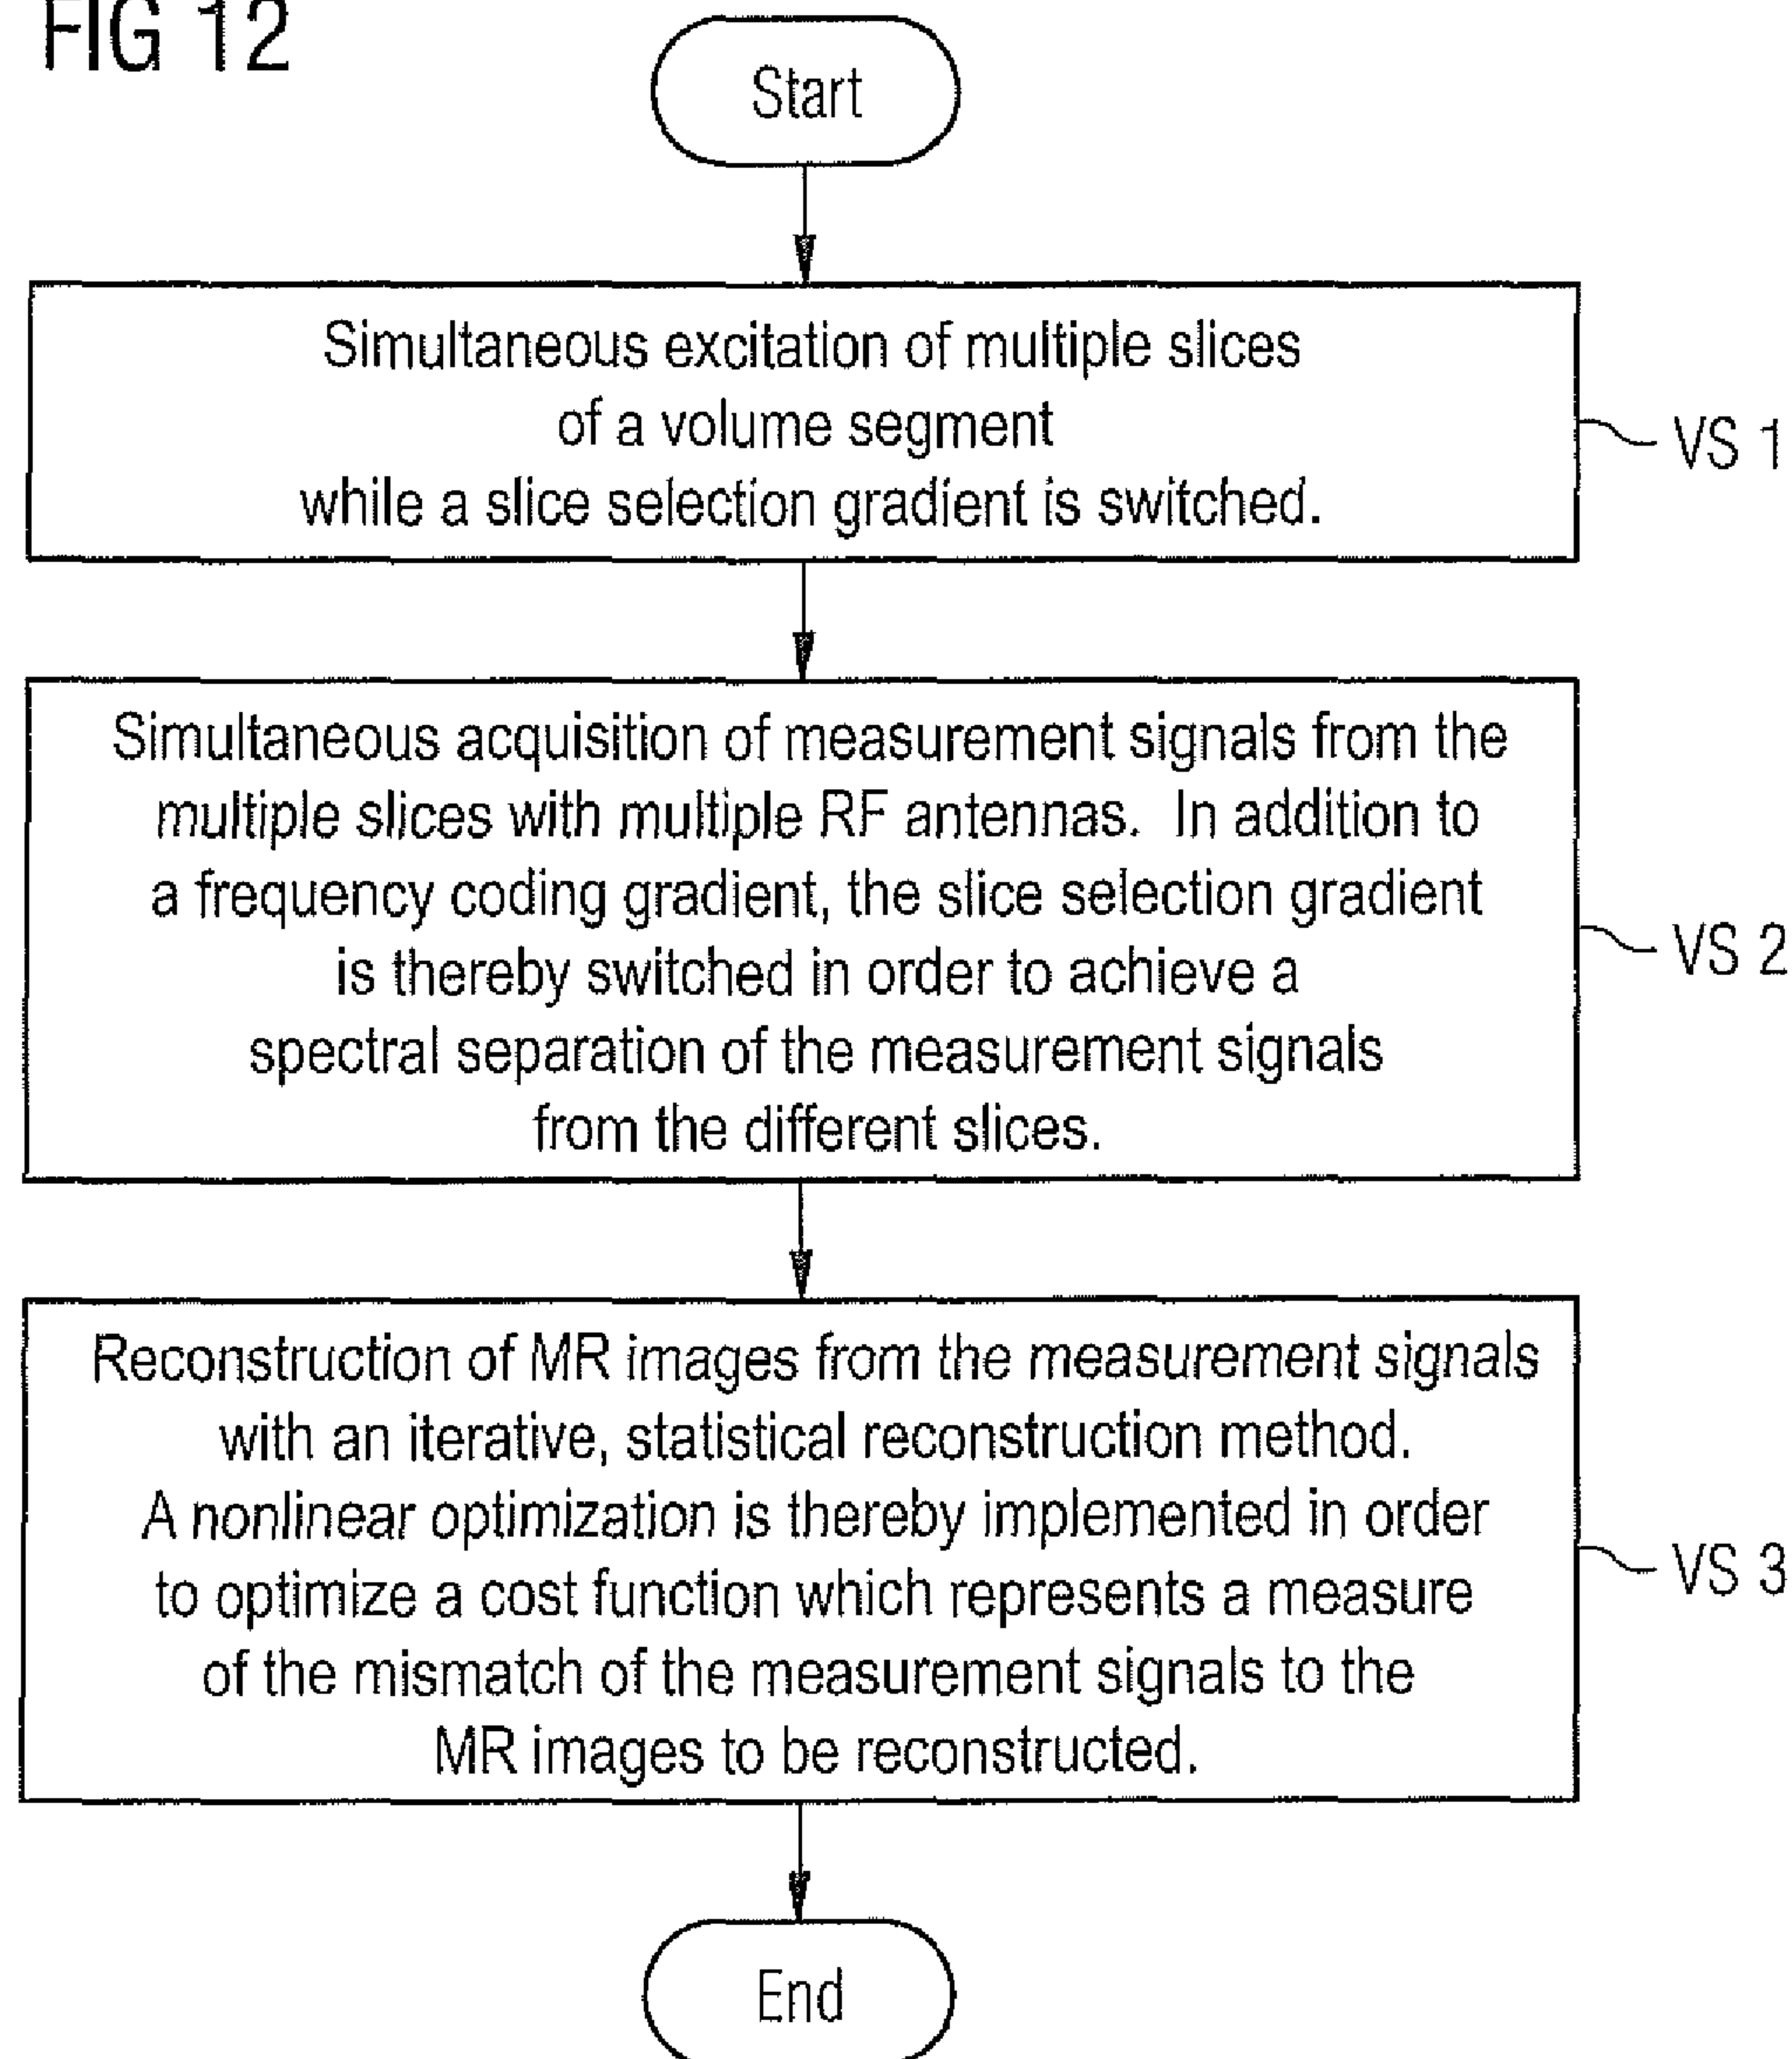 FIG 12
Start
Simultaneous excitation of multiple slices
of a volume segment
while a slice selection gradient is switched.
VS 1
Simultaneous acquisition of measurement signals from the
multiple slices with multiple RF antennas. In addition to
a frequency coding gradient, the slice selection gradient
is thereby switched in order to achieve a
spectral separation of the measurement signals
from the different slices.
VS 2
Reconstruction of MR images from the measurement signals
with an iterative, statistical reconstruction method.
A nonlinear optimization is thereby implemented in order
to optimize a cost function which represents a measure
of the mismatch of the measurement signals to the
MR images to be reconstructed.
VS 3
End